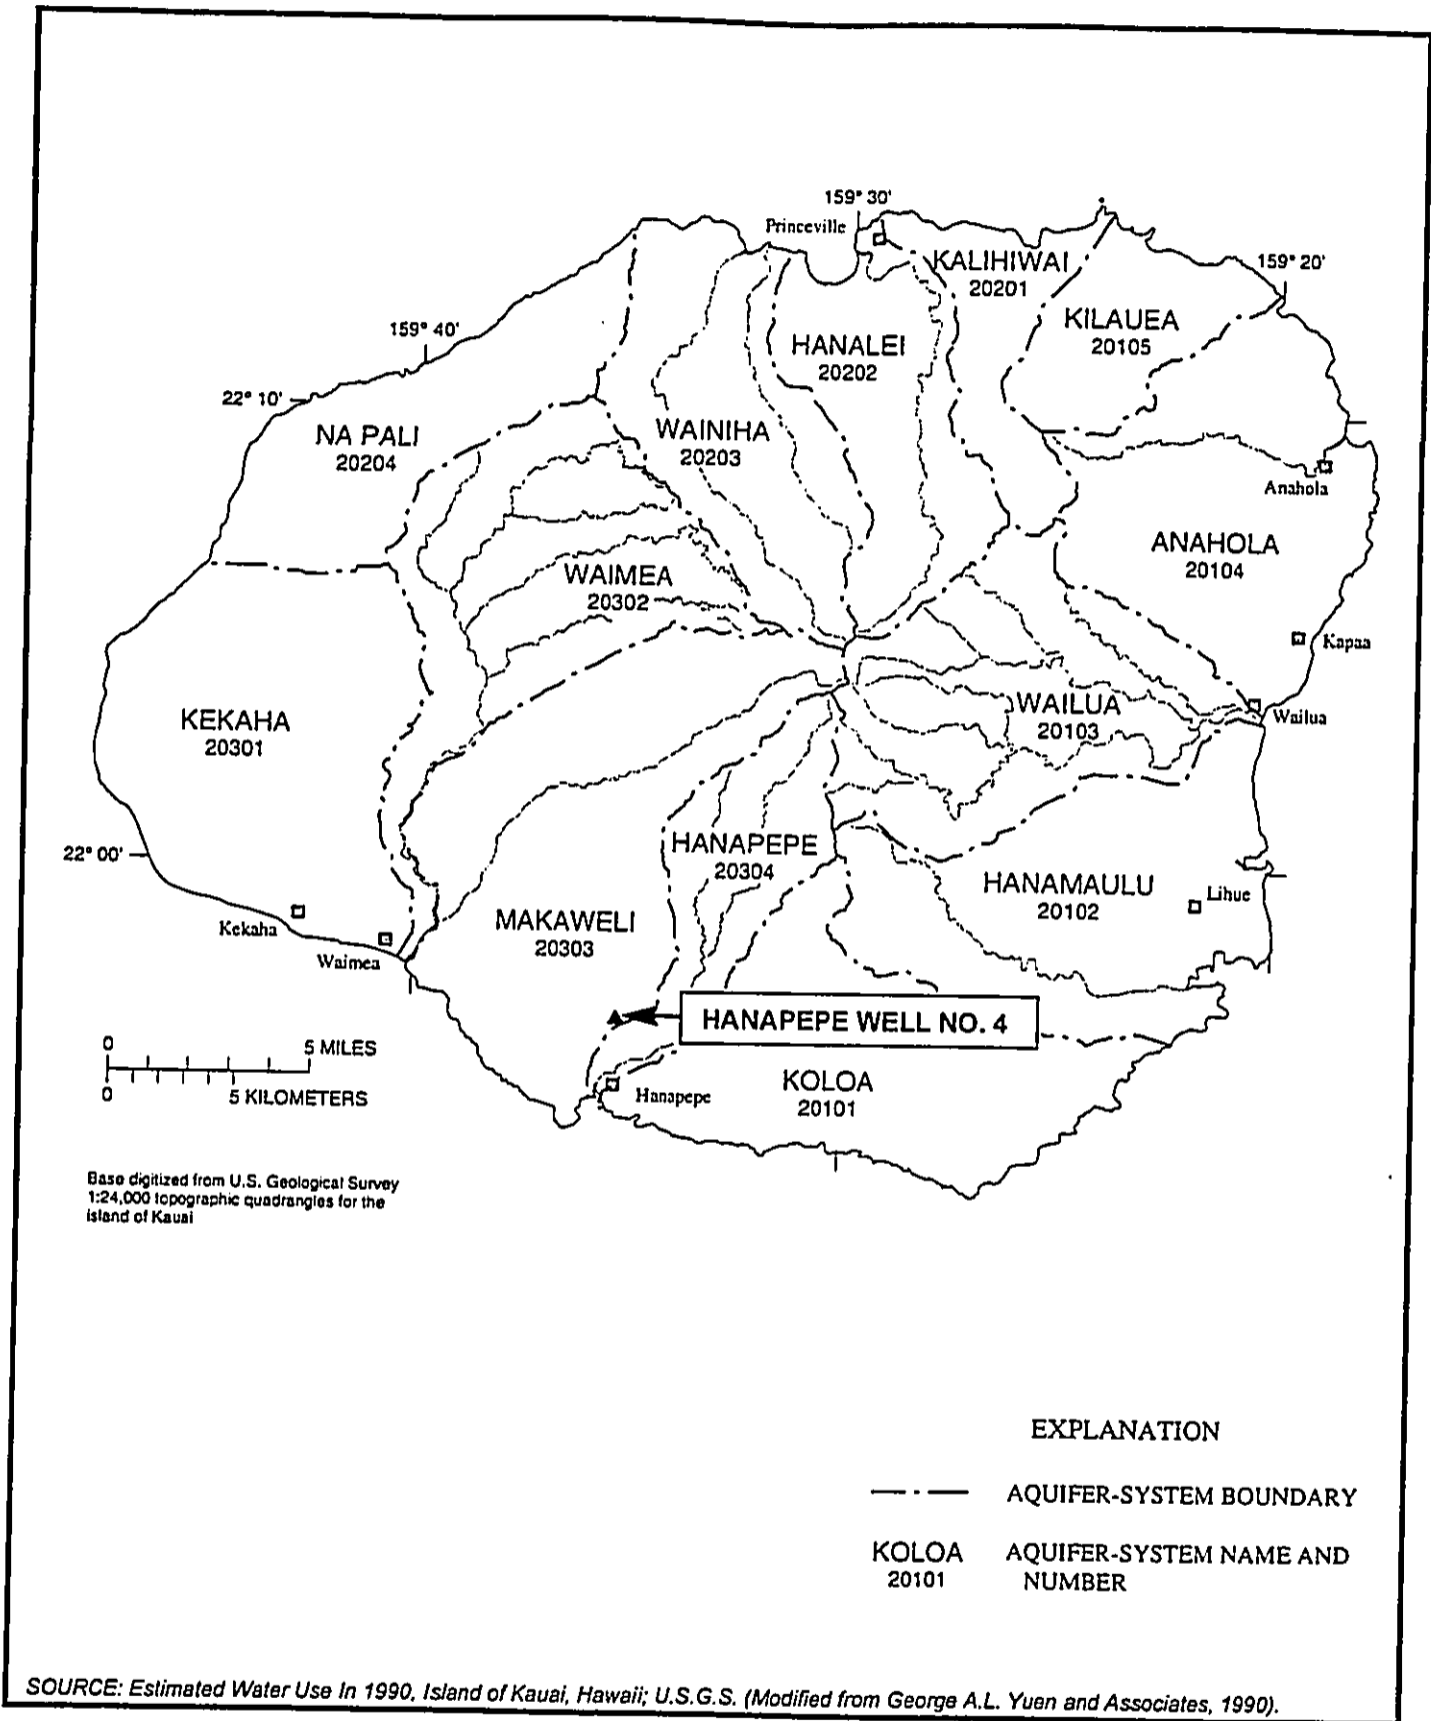 159° 30'
Princeville
KALIHIWAI
20201
159° 20'
KILAUEA
20105
159° 40'
HANALEI
20202
22° 10'
NA PALI
20204
WAINIHA
20203
Anahola
ANAHOLA
20104
WAIMEA
20302
Kapaa
KEKAHA
20301
WAILUA
20103
Wailua
22° 00'
HANAPEPE
20304
HANAMAULU
20102
Lihue
Kekaha
Waimea
MAKAWELI
20303
HANAPEPE WELL NO. 4
0 5 MILES
0 5 KILOMETERS
Hanapepe
KOLOA
20101
Base digitized from U.S. Geological Survey
1:24,000 topographic quadrangles for the
island of Kauai
EXPLANATION
AQUIFER-SYSTEM BOUNDARY
KOLOA AQUIFER-SYSTEM NAME AND
20101 NUMBER
SOURCE: Estimated Water Use In 1990, Island of Kauai, Hawaii; U.S.G.S. (Modified from George A.L. Yuen and Associates, 1990).